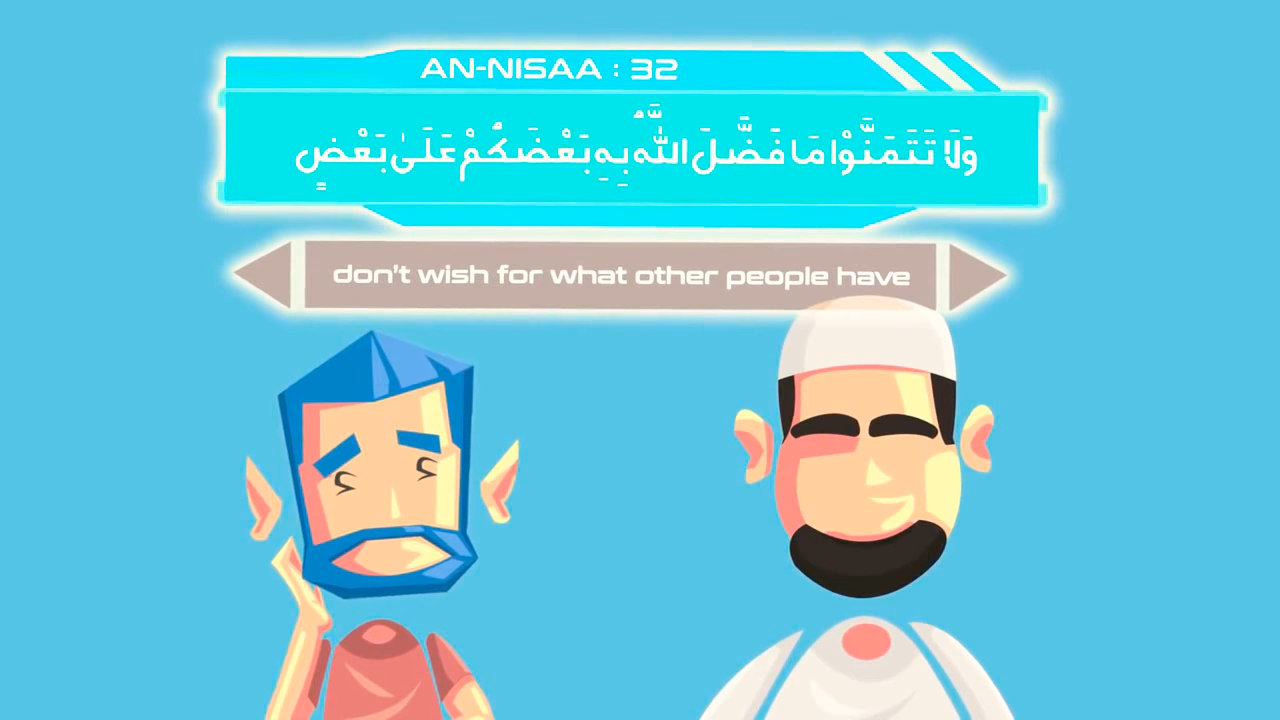 AN-NISAA : 32
وَلَا تَتَمَنَّوْا مَا فَضَّلَ اللَّهُ بِهِ بَعْضَكُمْ عَلَىٰ بَعْضٍ
don't wish for what other people have